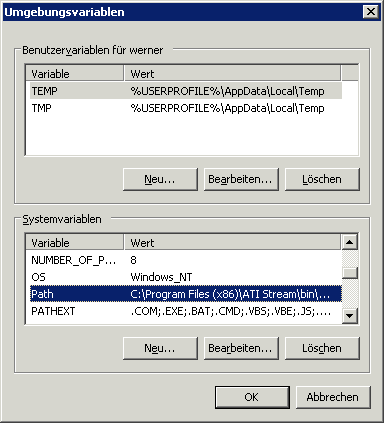 Umgebungsvariablen
Benutzervariablen für werner
Variable Wert
TEMP %USERPROFILE%\AppData\Local\Temp
TMP %USERPROFILE%\AppData\Local\Temp
Neu... Bearbeiten... Löschen
Systemvariablen
Variable Wert
NUMBER_OF_P... 8
OS Windows_NT
Path C:\Program Files (x86)\ATI Stream\bin\...
PATHEXT .COM;.EXE;.BAT;.CMD;.VBS;.VBE;.JS;....
Neu... Bearbeiten... Löschen
OK Abbrechen